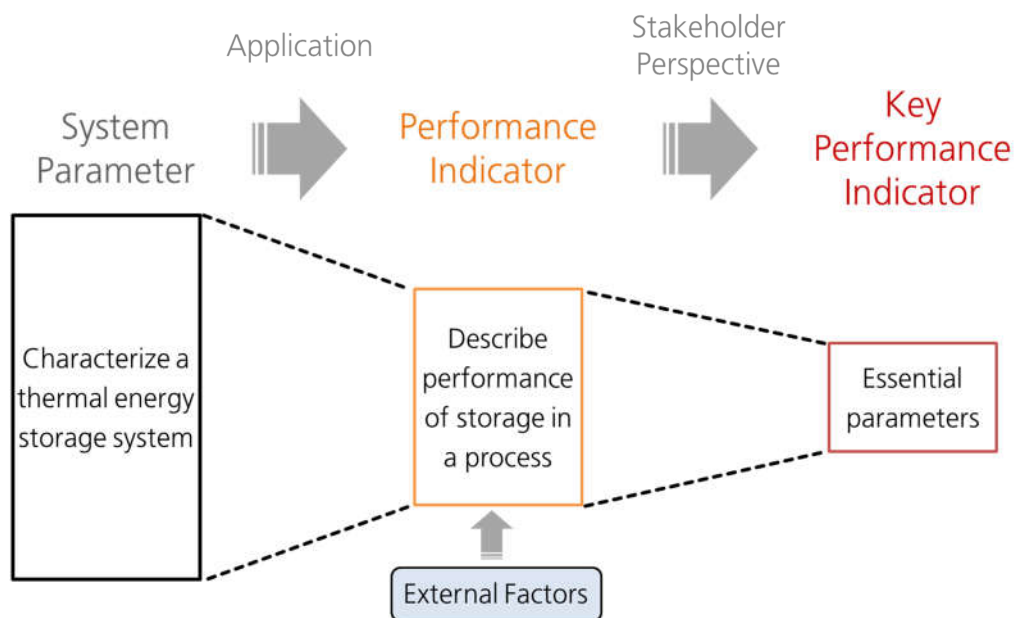 Application
Stakeholder
Perspective
System
Parameter
Performance
Indicator
Key
Performance
Indicator
Characterize a
thermal energy
storage system
Describe
performance
of storage in
a process
Essential
parameters
External Factors